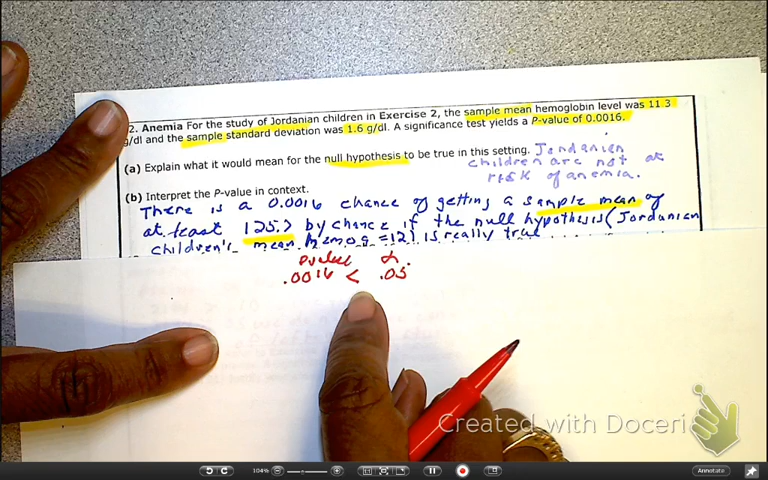 2. Anemia For the study of Jordanian children in Exercise 2, the sample mean hemoglobin level was 11.3
g/dl and the sample standard deviation was 1.6 g/dl. A significance test yields a P-value of 0.0016.
(a) Explain what it would mean for the null hypothesis to be true in this setting. Jordanian
children are not at
risk of anemia.
(b) Interpret the P-value in context.
There is a 0.0016 chance of getting a sample mean of
at least 125.7 by chance if the null hypothesis (Jordanian
children's mean hemog =12) is really true
pvalue α.
.0016 < .05
Created with Doceri
104%
Annotate